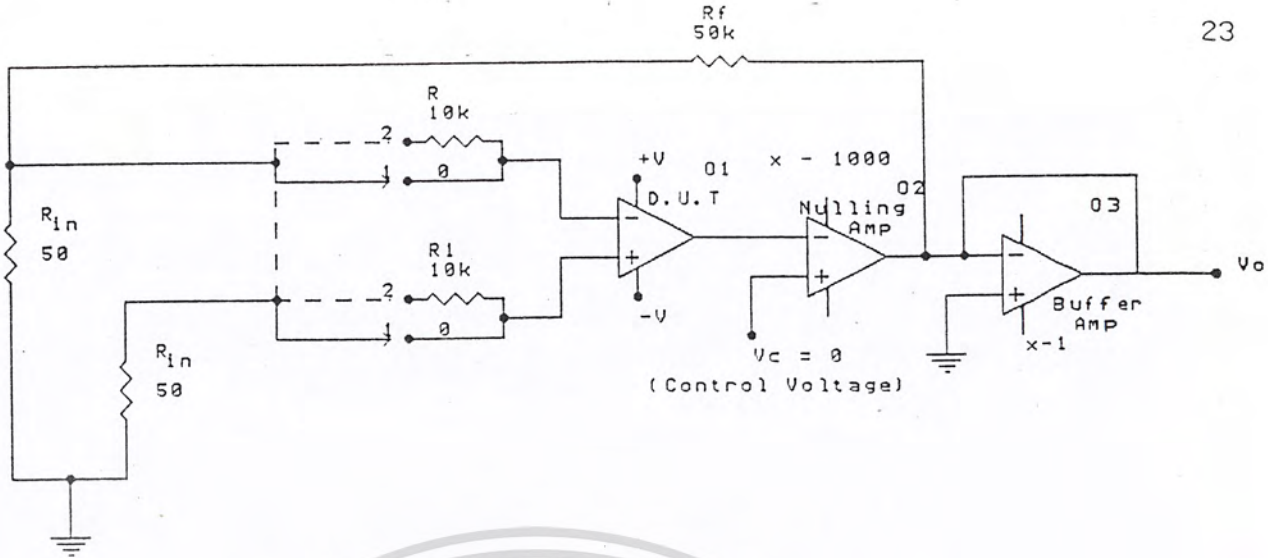 23
Rf
50k
R
10k
2
1
0
+V
01
x - 1000
D.U.T
02
Nulling
Amp
03
Rin
50
-
+
-
+
-
+
R1
10k
2
1
0
-V
Vo
Buffer
Amp
x-1
Rin
50
Vc = 0
(Control Voltage)